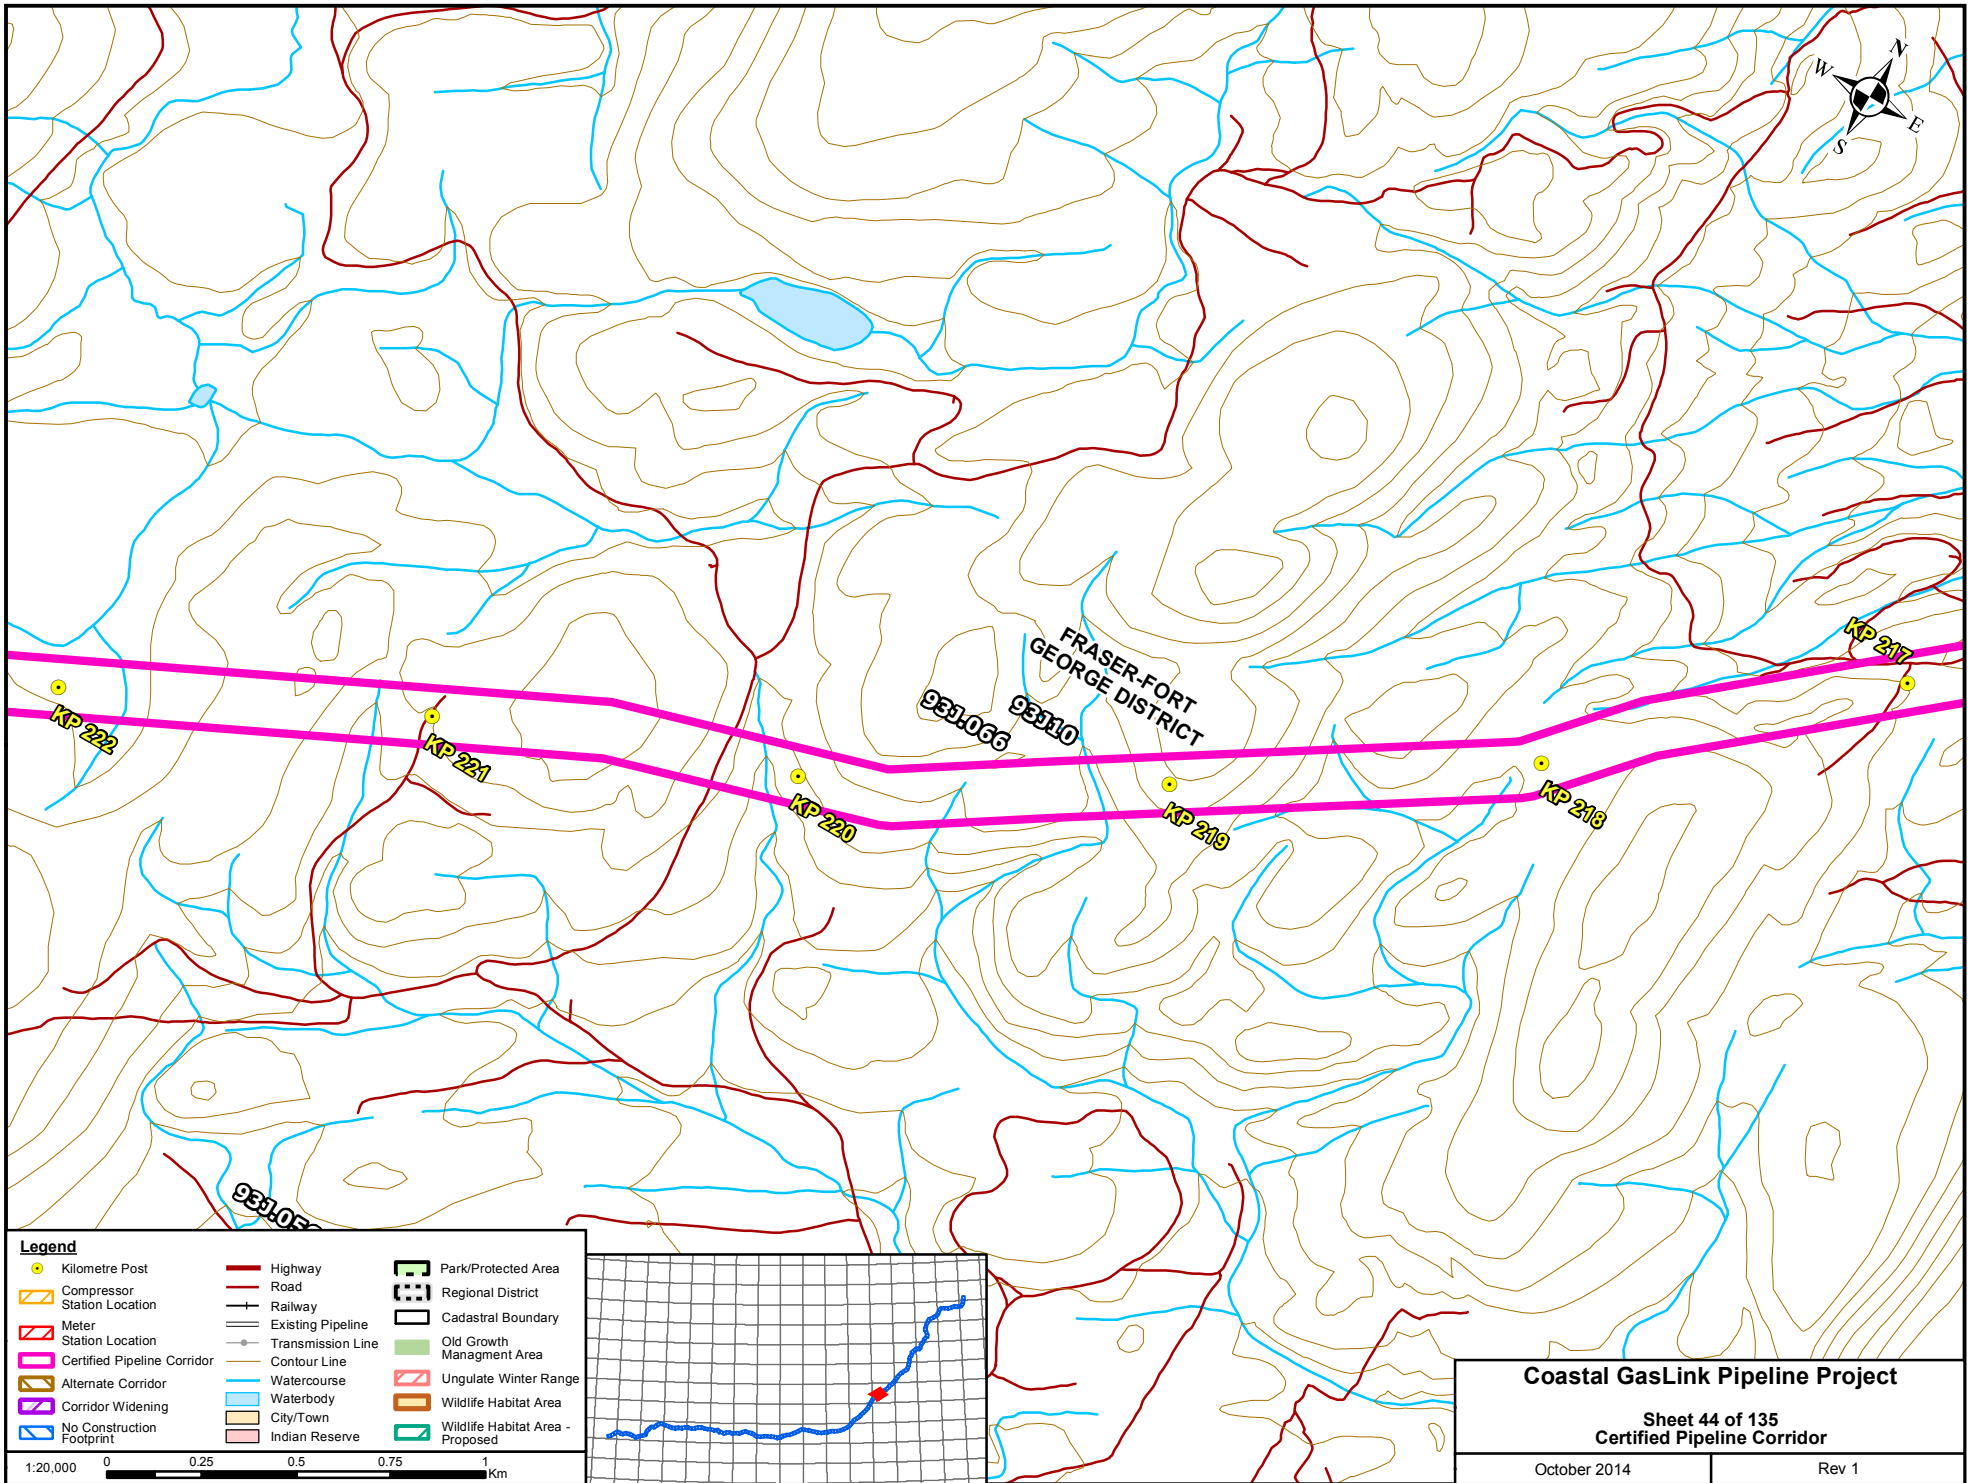 N
W
E
S
FRASER-FORT
GEORGE DISTRICT
93J.066
93J10
KP 217
KP 222
KP 221
KP 220
KP 219
KP 218
Legend
Kilometre Post
Compressor
Station Location
Meter
Station Location
Certified Pipeline Corridor
Alternate Corridor
Corridor Widening
No Construction
Footprint
Highway
Road
Railway
Existing Pipeline
Transmission Line
Contour Line
Watercourse
Waterbody
City/Town
Indian Reserve
Park/Protected Area
Regional District
Cadastral Boundary
Old Growth
Managment Area
Ungulate Winter Range
Wildlife Habitat Area
Wildlife Habitat Area -
Proposed
1:20,000
0 0.25 0.5 0.75 1
Km
Coastal GasLink Pipeline Project
Sheet 44 of 135
Certified Pipeline Corridor
October 2014
Rev 1